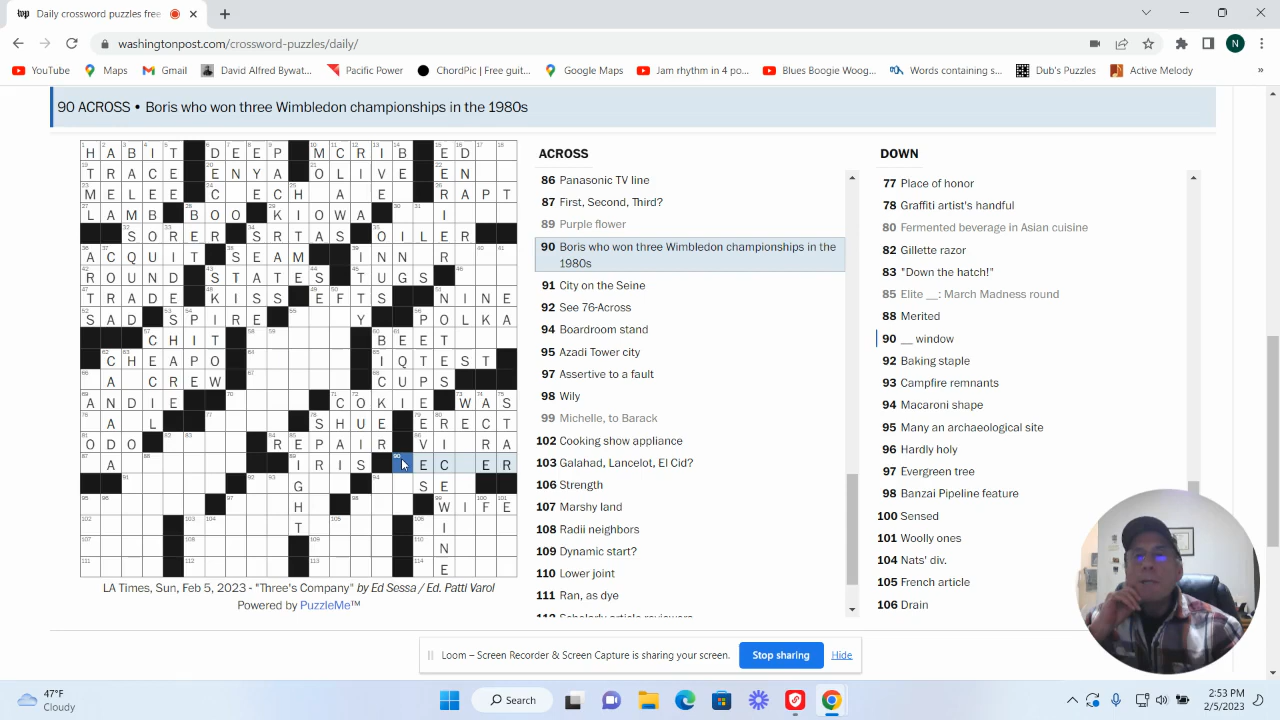 Daily crossword puzzles free
washingtonpost.com/crossword-puzzles/daily/
N
YouTube
Maps
Gmail
David Alfred Bywat...
Pacific Power
ChordPic | Free guit...
Google Maps
Jam rhythm in t po...
Blues Boogie Woog...
Words containing s...
Dub's Puzzles
Active Melody
»
90 ACROSS • Boris who won three Wimbledon championships in the 1980s
H A B I T D E E P M C R I B E D
T R A C E E N Y A O L I V E E N
M E L E E E E H A E R A P T
L A M B B O O I O W A I
S O R E R S R T A S O I L E R
A C Q U I T S E A M I N N R
R O U N D S T A T E S T U G S
T R A D E K I S E F T S N I N E
S A D S P I R E Y P O L K A
C H I T B E E T
C H E A P O I Q T E S T
A C R E W C U P S
A N D I E C O K I E W A S
A L S H U E E R E C T
O D O R E P A I R V I R A
A I R I S E C E R
G S E
W I F E
T I
N
E
ACROSS
86 Panasonic TV line
87 First, Second, Third?
89 Purple flower
90 Boris who won three Wimbledon championships in the
1980s
91 City on the Seine
92 See 76-Across
94 Boardroom stand
95 Azadi Tower city
97 Assertive to a fault
98 Wily
99 Michelle, to Barack
102 Cooking show appliance
103 Galahad, Lancelot, El Cid?
106 Strength
107 Marshy land
108 Radii neighbors
109 Dynamic start?
110 Lower joint
111 Ran, as dye
112 Scholarly article reviewers
DOWN
77 Place of honor
78 Graffiti artist's handful
80 Fermented beverage in Asian cuisine
82 Gillette razor
83 "Down the hatch!"
85 Elite __: March Madness round
88 Merited
90 __ window
92 Baking staple
93 Campfire remnants
94 Macaroni shape
95 Many an archaeological site
96 Hardly holy
97 Evergreen tree
98 Banzai Pipeline feature
100 Sensed
101 Woolly ones
104 Nats' div.
105 French article
106 Drain
LA Times, Sun, Feb 5, 2023 - "Three's Company" by Ed Sessa / Ed. Patti Varol
Powered by PuzzleMe™
Loom – Screen Recorder & Screen Capture is sharing your screen.
Stop sharing
Hide
47°F
Cloudy
Search
2:53 PM
2/5/2023